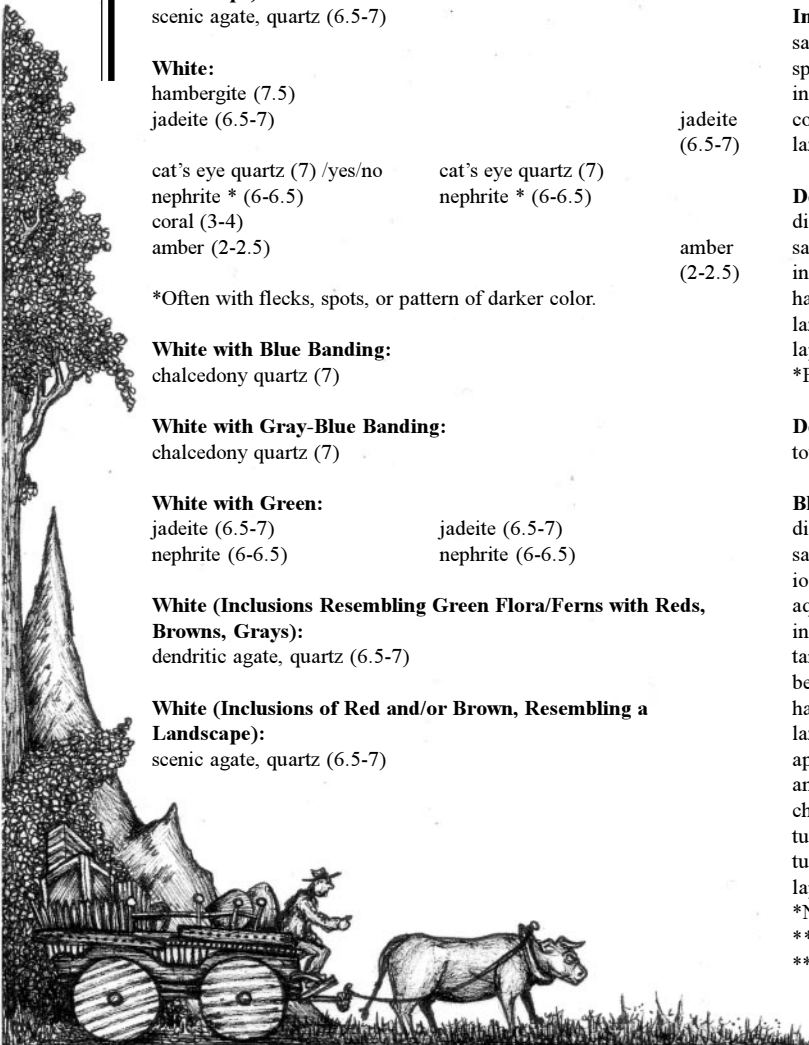 scenic agate, quartz (6.5-7)
White:
hambergite (7.5)
jadeite (6.5-7) jadeite
(6.5-7)
cat's eye quartz (7) /yes/no cat's eye quartz (7)
nephrite * (6-6.5) nephrite * (6-6.5)
coral (3-4)
amber (2-2.5) amber
(2-2.5)
*Often with flecks, spots, or pattern of darker color.
White with Blue Banding:
chalcedony quartz (7)
White with Gray-Blue Banding:
chalcedony quartz (7)
White with Green:
jadeite (6.5-7) jadeite (6.5-7)
nephrite (6-6.5) nephrite (6-6.5)
White (Inclusions Resembling Green Flora/Ferns with Reds,
Browns, Grays):
dendritic agate, quartz (6.5-7)
White (Inclusions of Red and/or Brown, Resembling a
Landscape):
scenic agate, quartz (6.5-7)